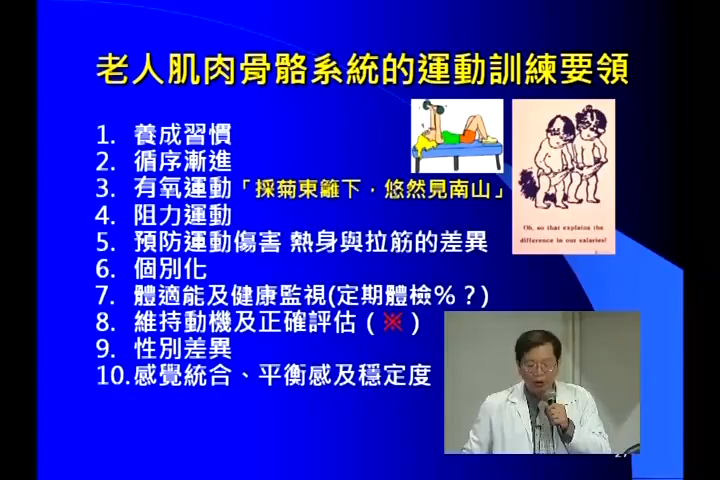 老人肌肉骨骼系統的運動訓練要領
1. 養成習慣
2. 循序漸進
3. 有氧運動「採菊東籬下，悠然見南山」
4. 阻力運動
5. 預防運動傷害 熱身與拉筋的差異
6. 個別化
7. 體適能及健康監視(定期體檢%？)
8. 維持動機及正確評估（※）
9. 性別差異
10.感覺統合、平衡感及穩定度
Oh, so that explains the
difference in our salaries!